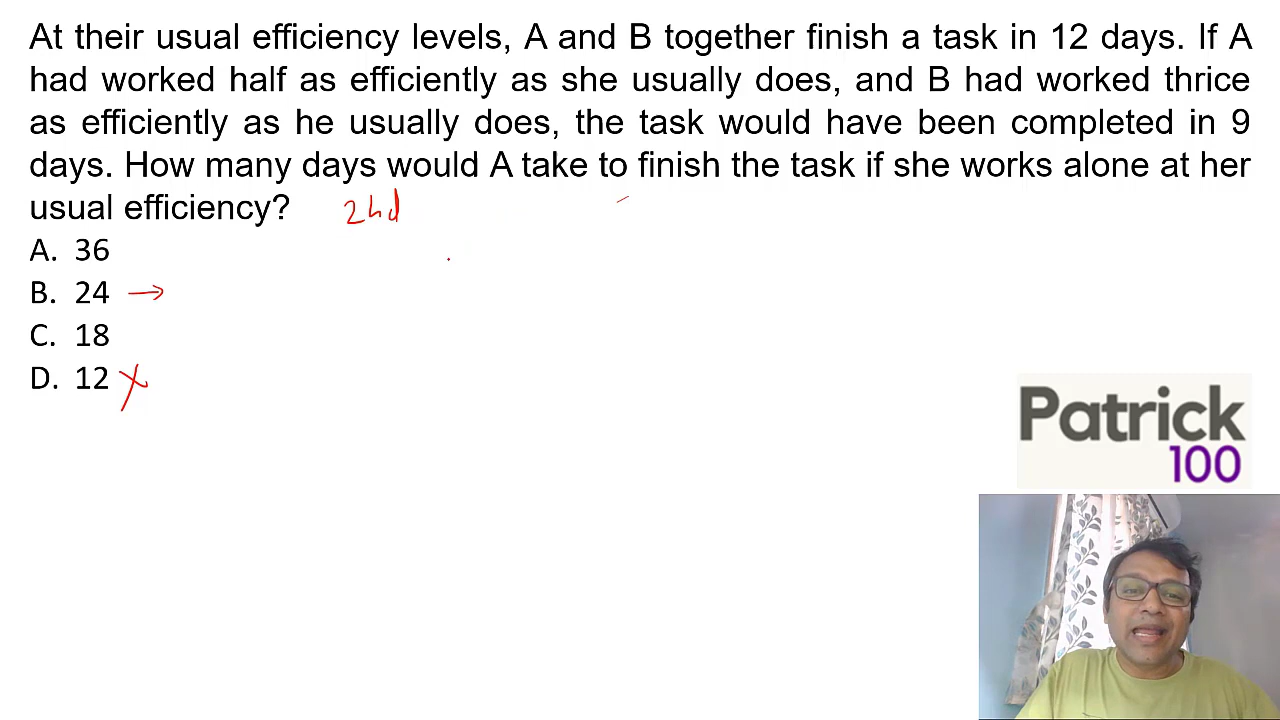 At their usual efficiency levels, A and B together finish a task in 12 days. If A
had worked half as efficiently as she usually does, and B had worked thrice
as efficiently as he usually does, the task would have been completed in 9
days. How many days would A take to finish the task if she works alone at her
usual efficiency?
A. 36
B. 24
C. 18
D. 12
Patrick
100